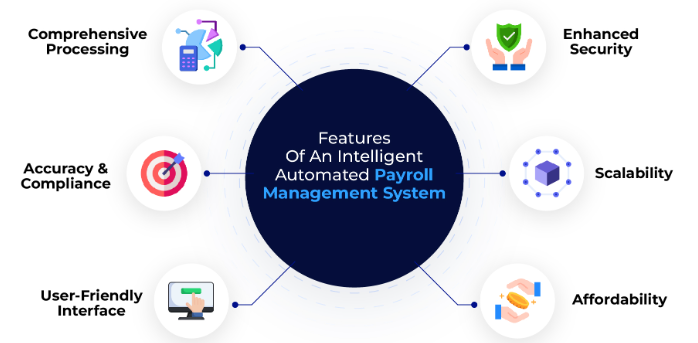 Comprehensive
Processing
Enhanced
Security
Features
Of An Intelligent
Automated Payroll
Management System
Accuracy &
Compliance
Scalability
User-Friendly
Interface
Affordability